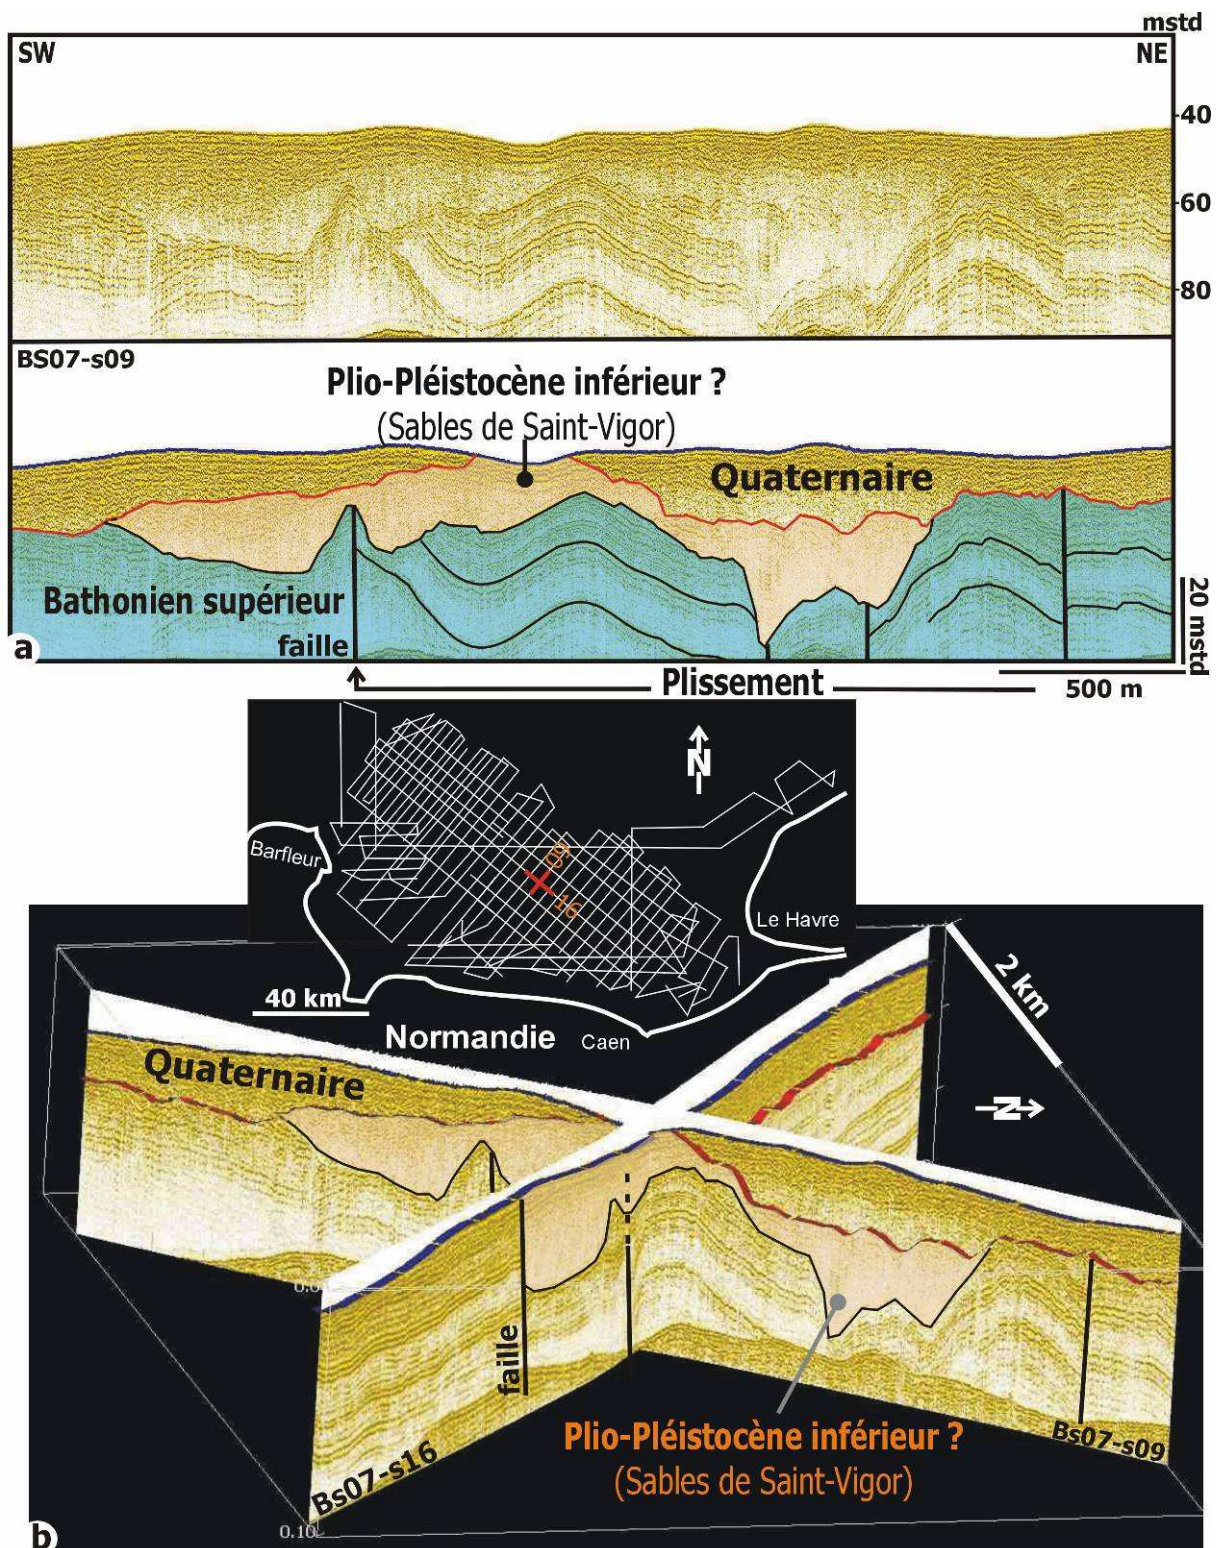 mstd
SW
NE
40
60
80
BS07-s09
Plio-Pléistocène inférieur ?
(Sables de Saint-Vigor)
Quaternaire
Bathonien supérieur
faille
20 mstd
a
Plissement
500 m
N
Barfleur
09
16
Le Havre
40 km
Normandie
Caen
2 km
Quaternaire
N
faille
Plio-Pléistocène inférieur ?
(Sables de Saint-Vigor)
Bs07-s09
Bs07-s16
0.10
b